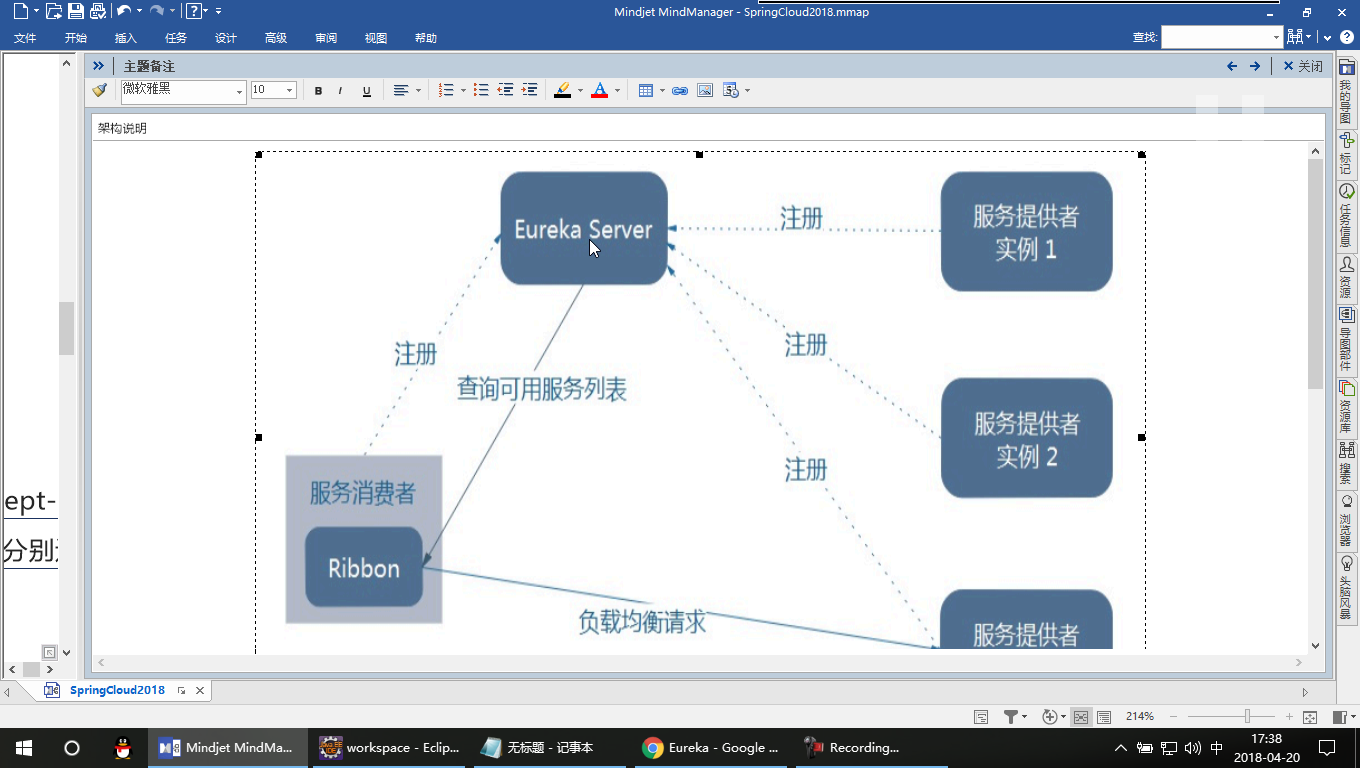 Mindjet MindManager - SpringCloud2018.mmap
文件 开始 插入 任务 设计 高级 审阅 视图 帮助 查找:
主题备注 关闭
微软雅黑 10 B I U A
架构说明
Eureka Server
注册
服务提供者
实例 1
注册
注册
查询可用服务列表
服务提供者
实例 2
注册
服务消费者
Ribbon
负载均衡请求
服务提供者
ept-
分别
我的导图
标记
任务信息
资源
导图部件
资源库
搜索
浏览器
头脑风暴
SpringCloud2018
214%
Mindjet MindMa...
workspace - Eclip...
无标题 - 记事本
Eureka - Google ...
Recording...
中
17:38
2018-04-20